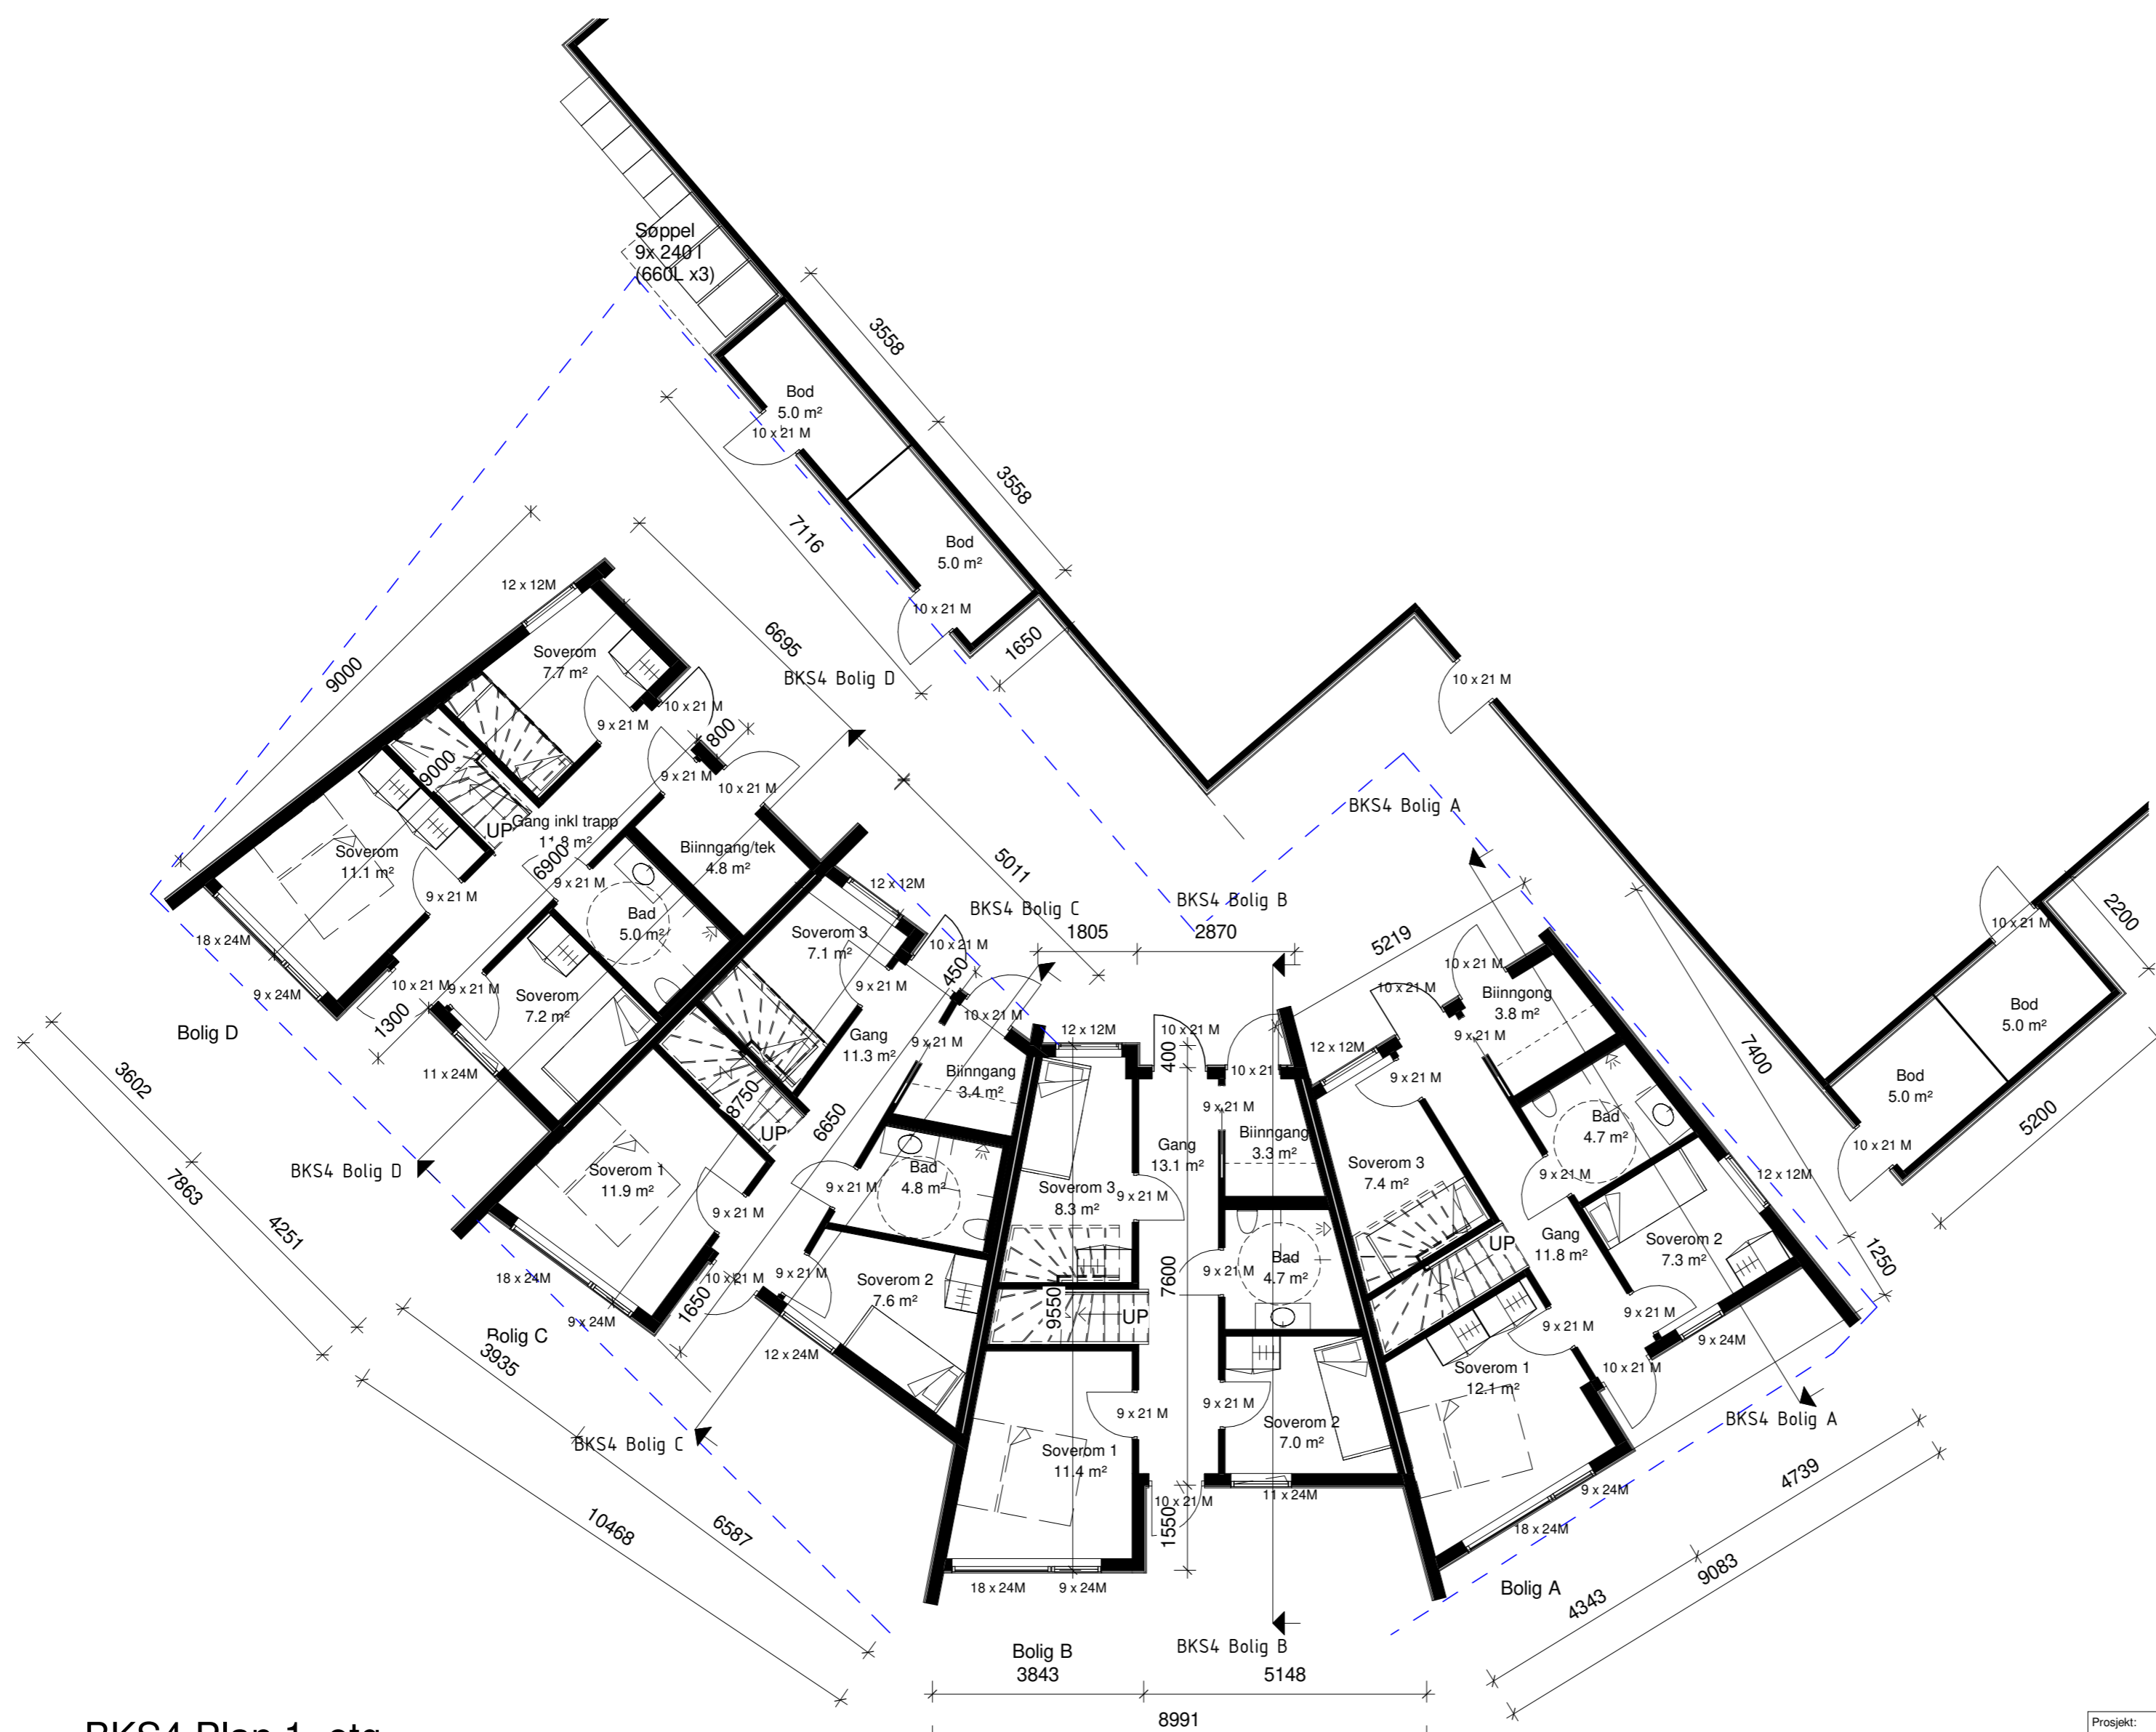 Søppel
9x 240 l
(660L x3)
3558
Bod
5.0 m²
10 x 21 M
3558
7116
Bod
5.0 m²
10 x 21 M
1650
12 x 12M
9000
6695
BKS4 Bolig D
Soverom
7.7 m²
10 x 21 M
9 x 21 M
800
9 x 21 M
10 x 21 M
9000
UP
Gang inkl trapp
11.8 m²
6900
Soverom
11.1 m²
9 x 21 M
9 x 21 M
Biinngang/tek
4.8 m²
Bad
5.0 m²
18 x 24M
9 x 24M
10 x 21 M
9 x 21 M
1300
Soverom
7.2 m²
11 x 24M
Bolig D
BKS4 Bolig D
3602
7863
4251
5011
12 x 12M
BKS4 Bolig C
Soverom 3
7.1 m²
10 x 21 M
450
9 x 21 M
10 x 21 M
9 x 21 M
Gang
11.3 m²
Biinngang
3.4 m²
8750
UP
6650
Soverom 1
11.9 m²
9 x 21 M
9 x 21 M
Bad
4.8 m²
18 x 24M
9 x 24M
10 x 21 M
9 x 21 M
1650
Soverom 2
7.6 m²
12 x 24M
Bolig C
3935
BKS4 Bolig C
10468
6587
BKS4 Bolig B
1805
2870
12 x 12M
10 x 21 M
400
10 x 21
9 x 21 M
Gang
13.1 m²
Biinngang
3.3 m²
Soverom 3
8.3 m²
9 x 21 M
Bad
4.7 m²
9 x 21 M
7600
9550
UP
9 x 21 M
9 x 21 M
Soverom 2
7.0 m²
Soverom 1
11.4 m²
10 x 21 M
11 x 24M
1550
18 x 24M
9 x 24M
Bolig B
BKS4 Bolig B
3843
5148
8991
10 x 21 M
BKS4 Bolig A
5219
10 x 21 M
10 x 21 M
Biinngong
3.8 m²
9 x 21 M
12 x 12M
9 x 21 M
Bad
4.7 m²
Soverom 3
7.4 m²
9 x 21 M
12 x 12M
7400
Gang
11.8 m²
UP
Soverom 2
7.3 m²
1250
9 x 21 M
9 x 21 M
9 x 24M
Soverom 1
12.1 m²
10 x 21 M
BKS4 Bolig A
9 x 24M
18 x 24M
Bolig A
4739
9083
4343
10 x 21 M
2200
Bod
5.0 m²
Bod
5.0 m²
10 x 21 M
5200
BKS4 Plan 1. etg
Prosjekt: